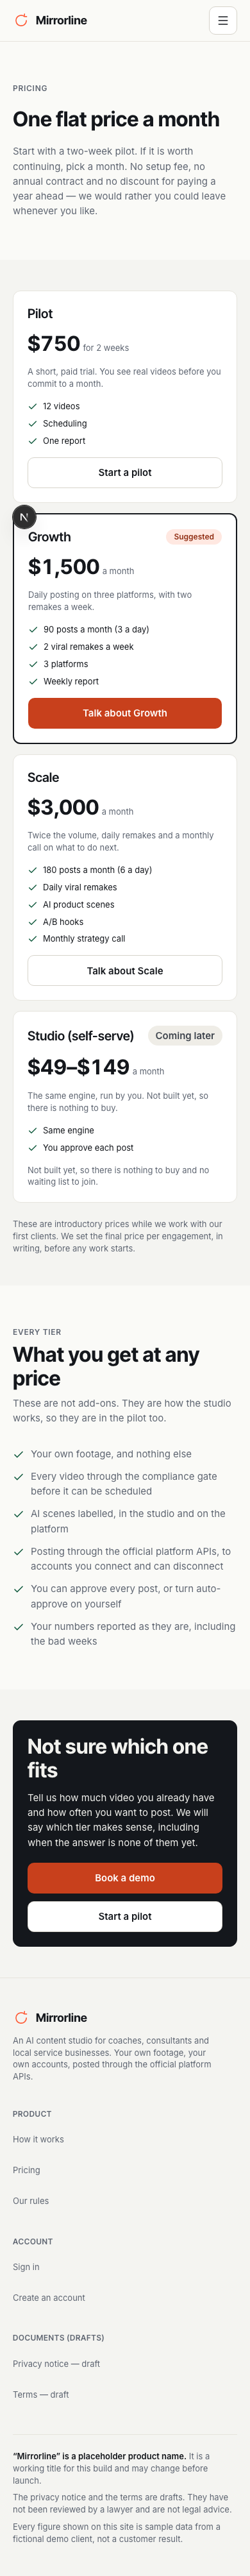 Mirrorline
PRICING
One flat price a month
Start with a two-week pilot. If it is worth
continuing, pick a month. No setup fee, no
annual contract and no discount for paying a
year ahead — we would rather you could leave
whenever you like.
Pilot
$750 for 2 weeks
A short, paid trial. You see real videos before you
commit to a month.
12 videos
Scheduling
One report
Start a pilot
N
Growth
Suggested
$1,500 a month
Daily posting on three platforms, with two
remakes a week.
90 posts a month (3 a day)
2 viral remakes a week
3 platforms
Weekly report
Talk about Growth
Scale
$3,000 a month
Twice the volume, daily remakes and a monthly
call on what to do next.
180 posts a month (6 a day)
Daily viral remakes
AI product scenes
A/B hooks
Monthly strategy call
Talk about Scale
Studio (self-serve)
Coming later
$49–$149 a month
The same engine, run by you. Not built yet, so
there is nothing to buy.
Same engine
You approve each post
Not built yet, so there is nothing to buy and no
waiting list to join.
These are introductory prices while we work with our
first clients. We set the final price per engagement, in
writing, before any work starts.
EVERY TIER
What you get at any
price
These are not add-ons. They are how the studio
works, so they are in the pilot too.
Your own footage, and nothing else
Every video through the compliance gate
before it can be scheduled
AI scenes labelled, in the studio and on the
platform
Posting through the official platform APIs, to
accounts you connect and can disconnect
You can approve every post, or turn auto-
approve on yourself
Your numbers reported as they are, including
the bad weeks
Not sure which one
fits
Tell us how much video you already have
and how often you want to post. We will
say which tier makes sense, including
when the answer is none of them yet.
Book a demo
Start a pilot
Mirrorline
An AI content studio for coaches, consultants and
local service businesses. Your own footage, your
own accounts, posted through the official platform
APIs.
PRODUCT
How it works
Pricing
Our rules
ACCOUNT
Sign in
Create an account
DOCUMENTS (DRAFTS)
Privacy notice — draft
Terms — draft
“Mirrorline” is a placeholder product name. It is a
working title for this build and may change before
launch.
The privacy notice and the terms are drafts. They have
not been reviewed by a lawyer and are not legal advice.
Every figure shown on this site is sample data from a
fictional demo client, not a customer result.